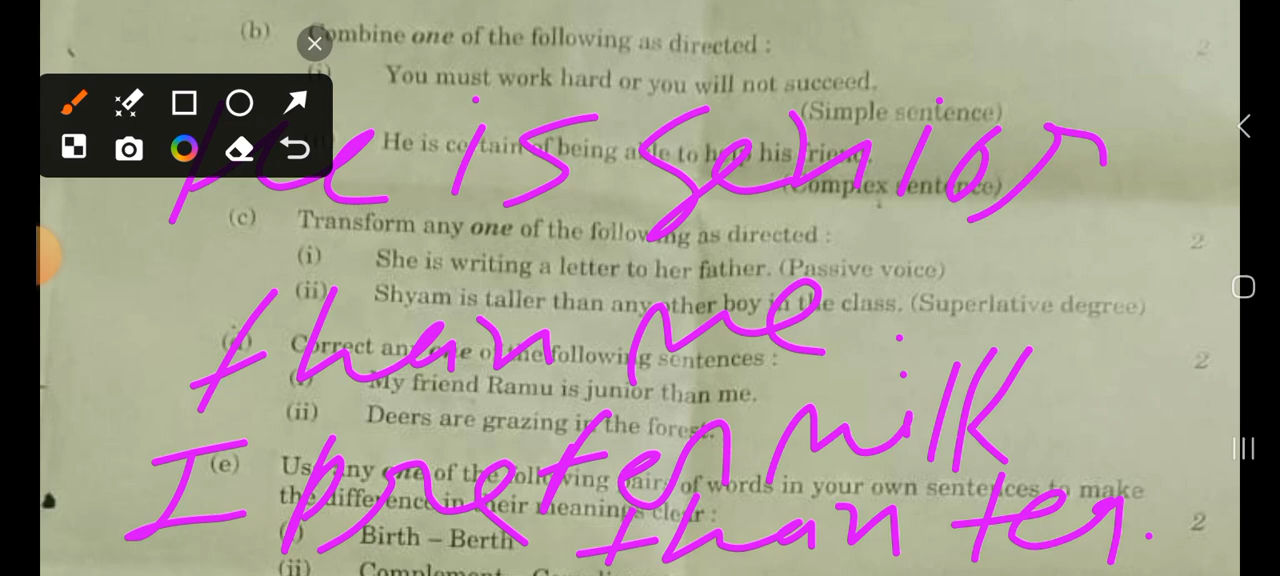 (b) Combine one of the following as directed : 2
(i) You must work hard or you will not succeed.
(Simple sentence)
He is certain of being able to help his friend.
(Complex sentence)
(c) Transform any one of the following as directed : 2
(i) She is writing a letter to her father. (Passive voice)
(ii) Shyam is taller than any other boy in the class. (Superlative degree)
(d) Correct any one of the following sentences : 2
(i) My friend Ramu is junior than me.
(ii) Deers are grazing in the forest.
(e) Use any one of the following pairs of words in your own sentences to make
the difference in their meanings clear : 2
(i) Birth – Berth
(ii) Complement
He is senior
than me.
I prefer milk
than